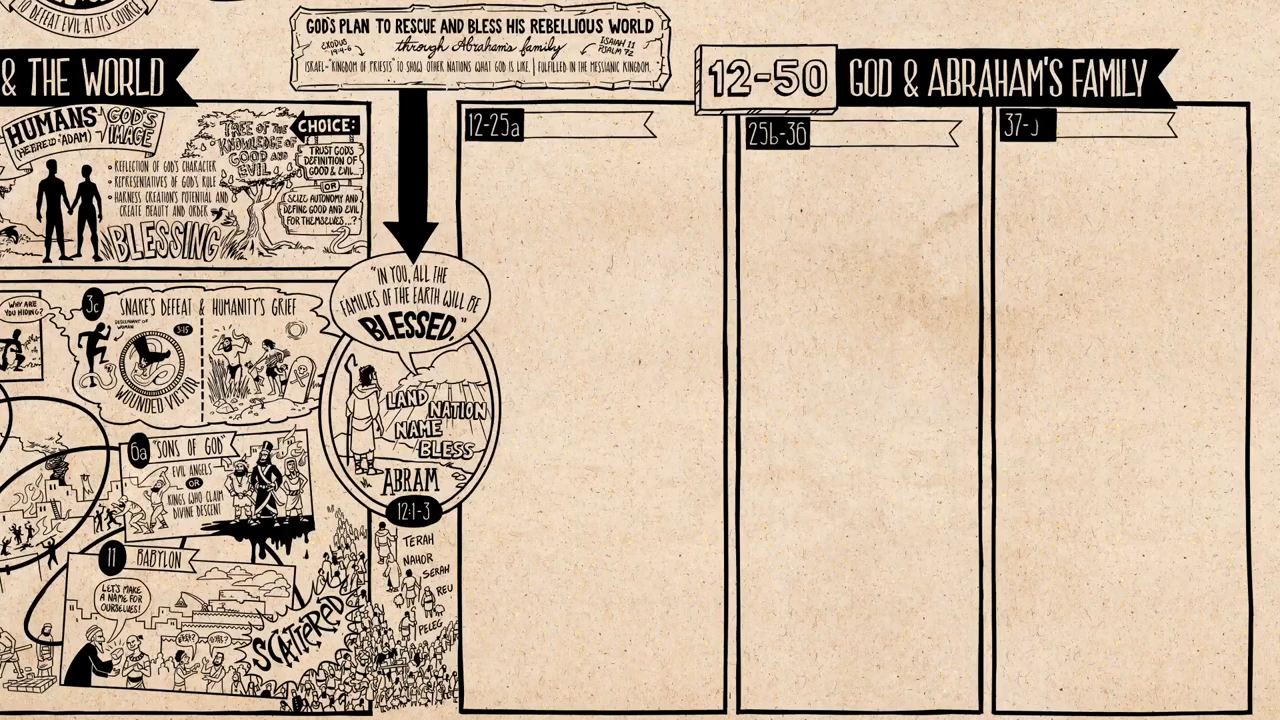 TO DEFEAT EVIL AT ITS SOURCE
GOD'S PLAN TO RESCUE AND BLESS HIS REBELLIOUS WORLD
through Abraham's family
EXODUS
19:4-6
ISAIAH 11
PSALM 72
ISRAEL="KINGDOM OF PRIESTS" TO SHOW OTHER NATIONS WHAT GOD IS LIKE. | FULFILLED IN THE MESSIANIC KINGDOM.
& THE WORLD
12-50 GOD & ABRAHAM'S FAMILY
HUMANS
(HEBREW: ADAM)
GOD'S
IMAGE
• REFLECTION OF GOD'S CHARACTER
• REPRESENTATIVES OF GOD'S RULE
• HARNESS CREATION'S POTENTIAL AND
CREATE BEAUTY AND ORDER
BLESSING
TREE OF THE
KNOWLEDGE OF
GOOD AND
EVIL
CHOICE:
TRUST GOD'S
DEFINITION OF
GOOD & EVIL
OR
SEIZE AUTONOMY AND
DEFINE GOOD AND EVIL
FOR THEMSELVES...?
12-25a
25b-36
37-
WHY ARE
YOU HIDING?
3c SNAKE'S DEFEAT & HUMANITY'S GRIEF
DESCENDANT OF
WOMAN
3:15
WOUNDED VICTOR
"IN YOU, ALL THE
FAMILIES OF THE EARTH WILL BE
BLESSED."
LAND
NATION
NAME
BLESS
ABRAM
12:1-3
6a "SONS OF GOD"
EVIL ANGELS
OR
KINGS WHO CLAIM
DIVINE DESCENT
11 BABYLON
LET'S MAKE
A NAME FOR
OURSELVES!
SCATTERED
TERAH
NAHOR
SERAH
REU
PELEG